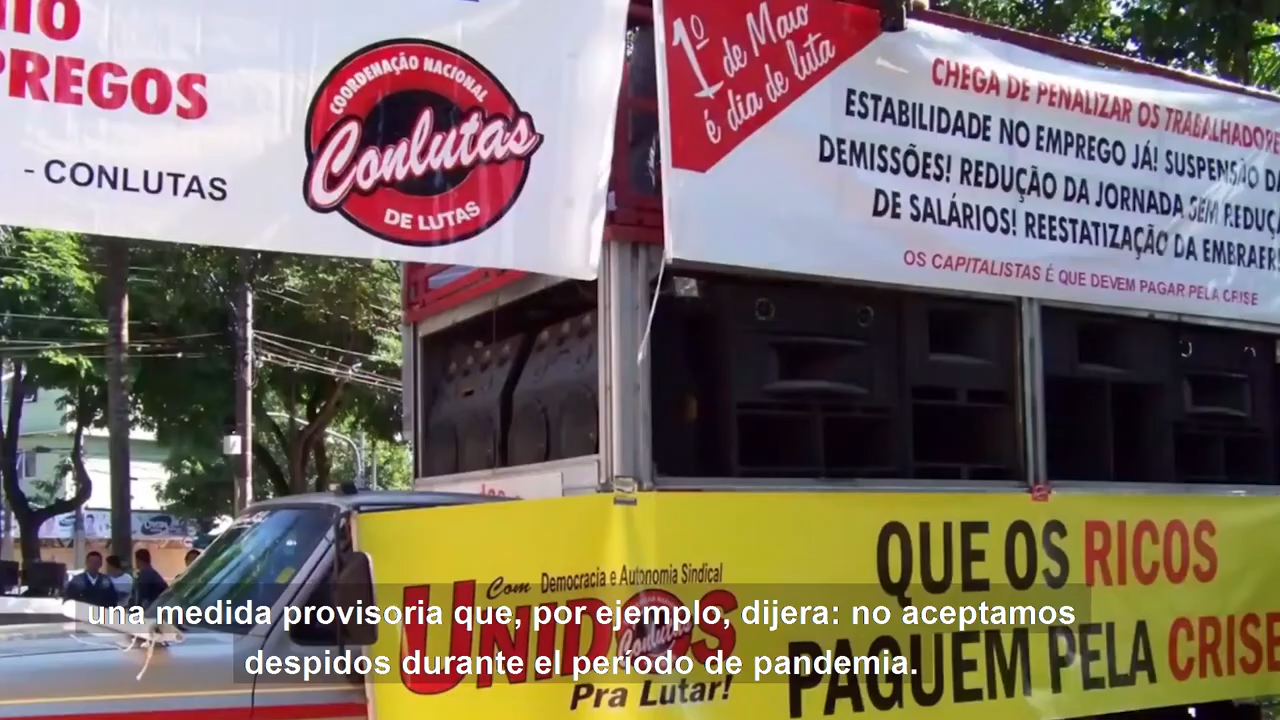 PREGOS
- CONLUTAS
COORDENAÇÃO NACIONAL
Conlutas
DE LUTAS
1º de Maio
é dia de luta
CHEGA DE PENALIZAR OS TRABALHADORE
ESTABILIDADE NO EMPREGO JÁ! SUSPENSÃO DA
DEMISSÕES! REDUÇÃO DA JORNADA SEM REDUÇÃ
DE SALÁRIOS! REESTATIZAÇÃO DA EMBRAER!
OS CAPITALISTAS É QUE DEVEM PAGAR PELA CRISE
Com Democracia e Autonomia Sindical
UNIDOS
Conlutas
Pra Lutar!
QUE OS RICOS
PAGUEM PELA CRISE
una medida provisoria que, por ejemplo, dijera: no aceptamos
despidos durante el período de pandemia.